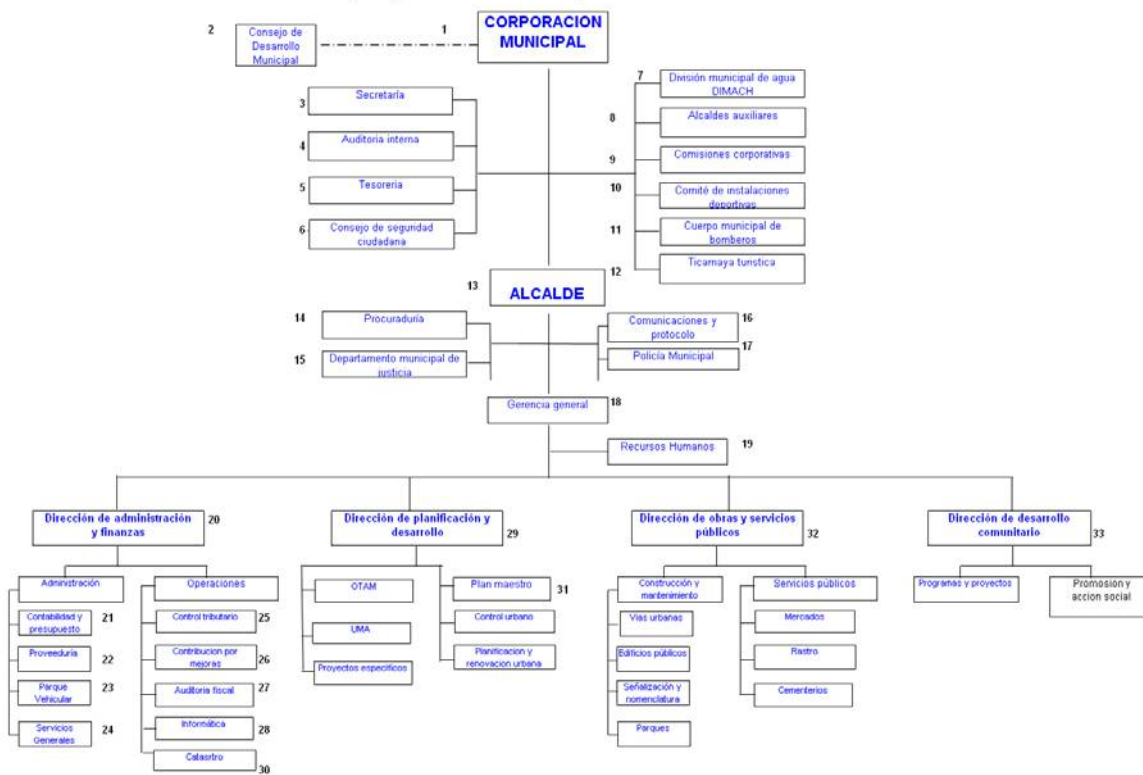 2
Consejo de
Desarrollo
Municipal
1
CORPORACION
MUNICIPAL
3
Secretaría
4
Auditoria interna
5
Tesoreria
6
Consejo de seguridad
ciudadana
7
División municipal de agua
DIMACH
8
Alcaldes auxiliares
9
Comisiones corporativas
10
Comité de instalaciones
deportivas
11
Cuerpo municipal de
bomberos
12
Ticamaya turistica
13
ALCALDE
14
Procuraduría
15
Departamento municipal de
justicia
16
Comunicaciones y
protocolo
17
Policía Municipal
Gerencia general
18
Recursos Humanos
19
Dirección de administración
y finanzas
20
Administración
Contabilidad y
presupuesto
21
Proveeduría
22
Parque
Vehicular
23
Servicios
Generales
24
Operaciones
Control tributario
25
Contribucion por
mejoras
26
Auditoria fiscal
27
Informática
28
Catasrtro
30
Dirección de planificación y
desarrollo
29
OTAM
UMA
Proyectos especificos
Plan maestro
31
Control urbano
Planificacion y
renovacion urbana
Dirección de obras y servicios
públicos
32
Construcción y
mantenimiento
Vias urbanas
Edificios públicos
Señalización y
nomenclatura
Parques
Servicios públicos
Mercados
Rastro
Cementerios
Dirección de desarrollo
comunitario
33
Programas y proyectos
Promosion y
accion social